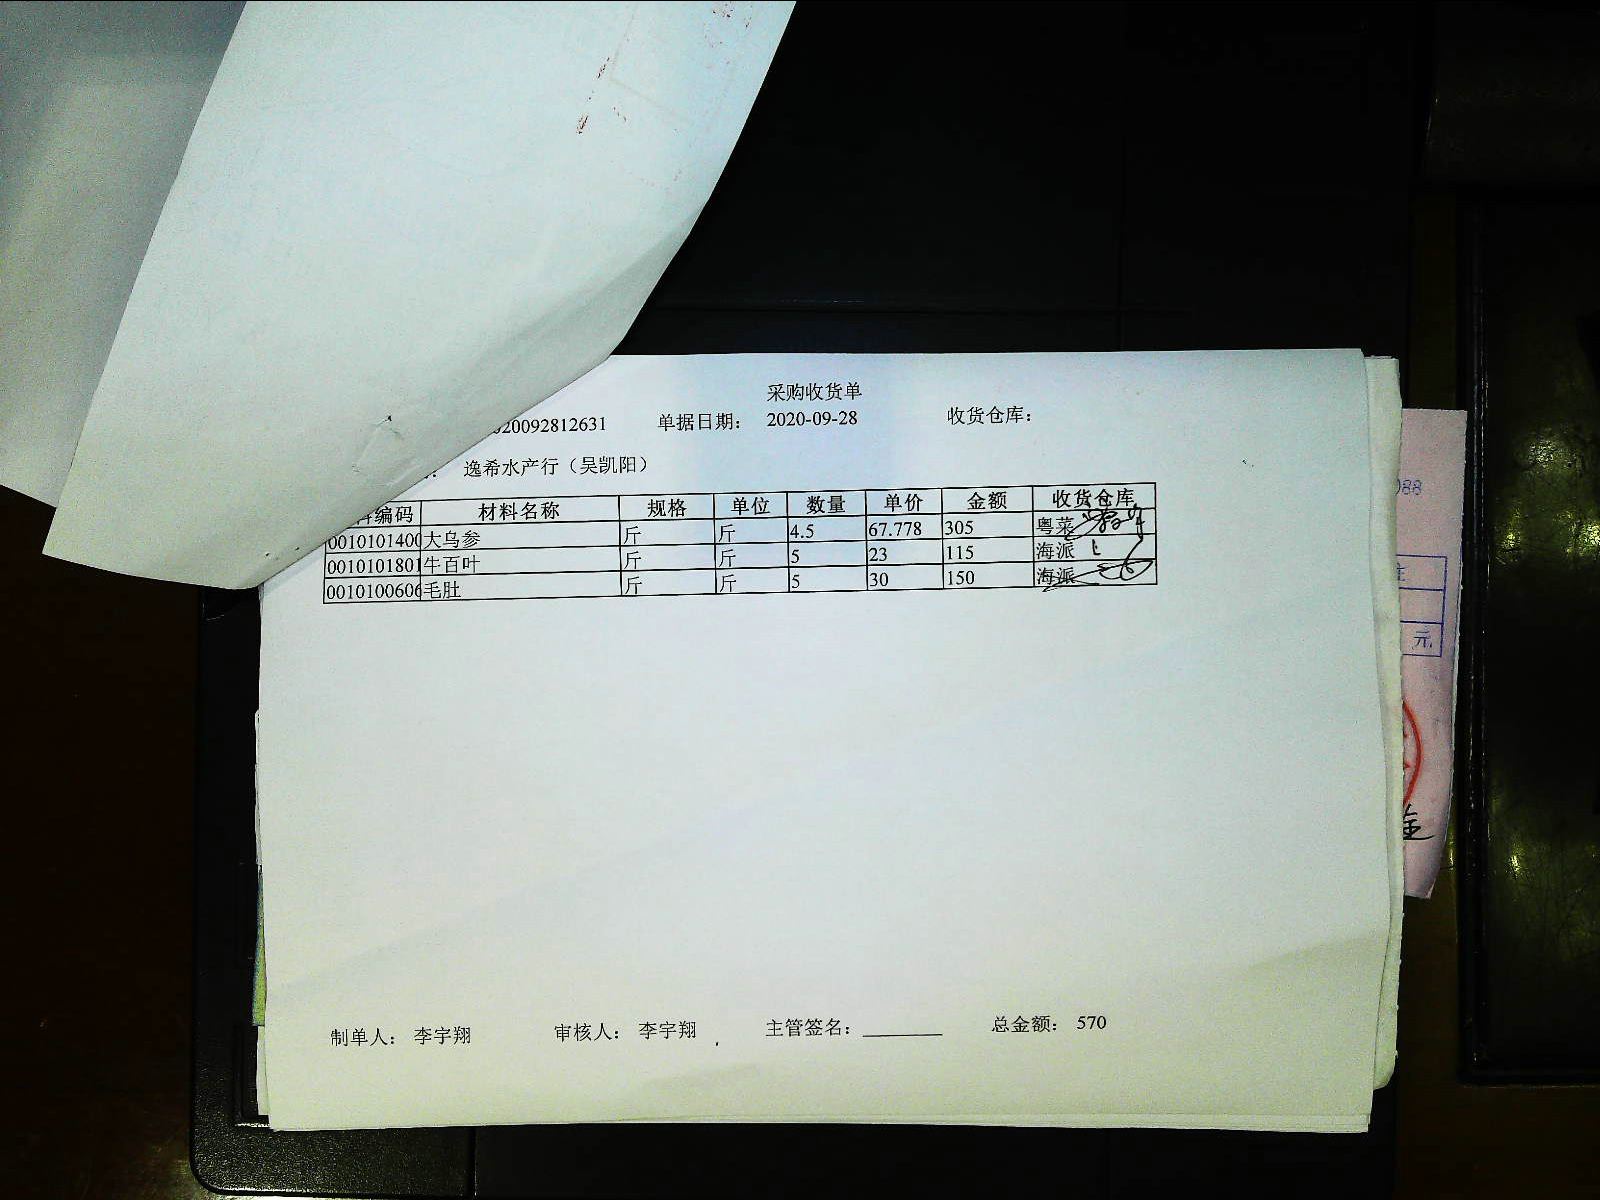 采购收货单
020092812631 单据日期： 2020-09-28 收货仓库：
： 逸希水产行（吴凯阳）
料编码 材料名称 规格 单位 数量 单价 金额 收货仓库
0010101400 大乌参 斤 斤 4.5 67.778 305 粤菜
0010101801 牛百叶 斤 斤 5 23 115 海派
0010100606 毛肚 斤 斤 5 30 150 海派
制单人： 李宇翔 审核人： 李宇翔 主管签名： 总金额： 570
088
元